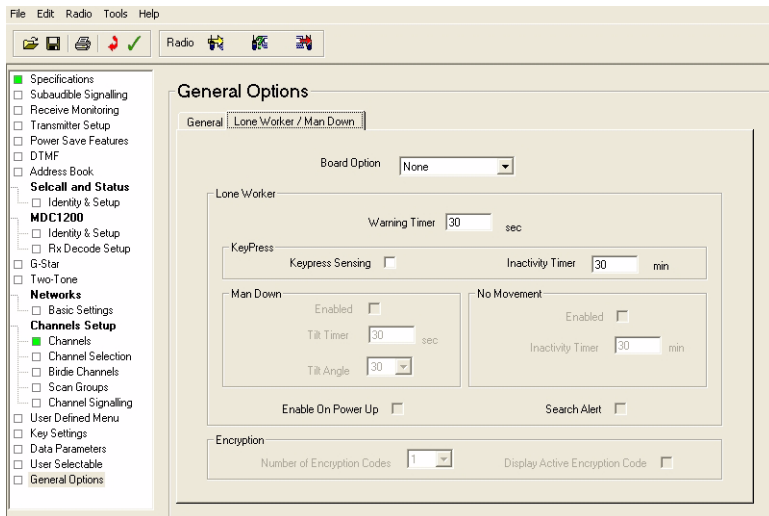 File Edit Radio Tools Help
Radio
Specifications
Subaudible Signalling
Receive Monitoring
Transmitter Setup
Power Save Features
DTMF
Address Book
Selcall and Status
Identity & Setup
MDC1200
Identity & Setup
Rx Decode Setup
G-Star
Two-Tone
Networks
Basic Settings
Channels Setup
Channels
Channel Selection
Birdie Channels
Scan Groups
Channel Signalling
User Defined Menu
Key Settings
Data Parameters
User Selectable
General Options
General Options
General Lone Worker / Man Down
Board Option None
Lone Worker
Warning Timer 30 sec
KeyPress
Keypress Sensing Inactivity Timer 30 min
Man Down
Enabled
Tilt Timer 30 sec
Tilt Angle 30
No Movement
Enabled
Inactivity Timer 30 min
Enable On Power Up Search Alert
Encryption
Number of Encryption Codes 1 Display Active Encryption Code